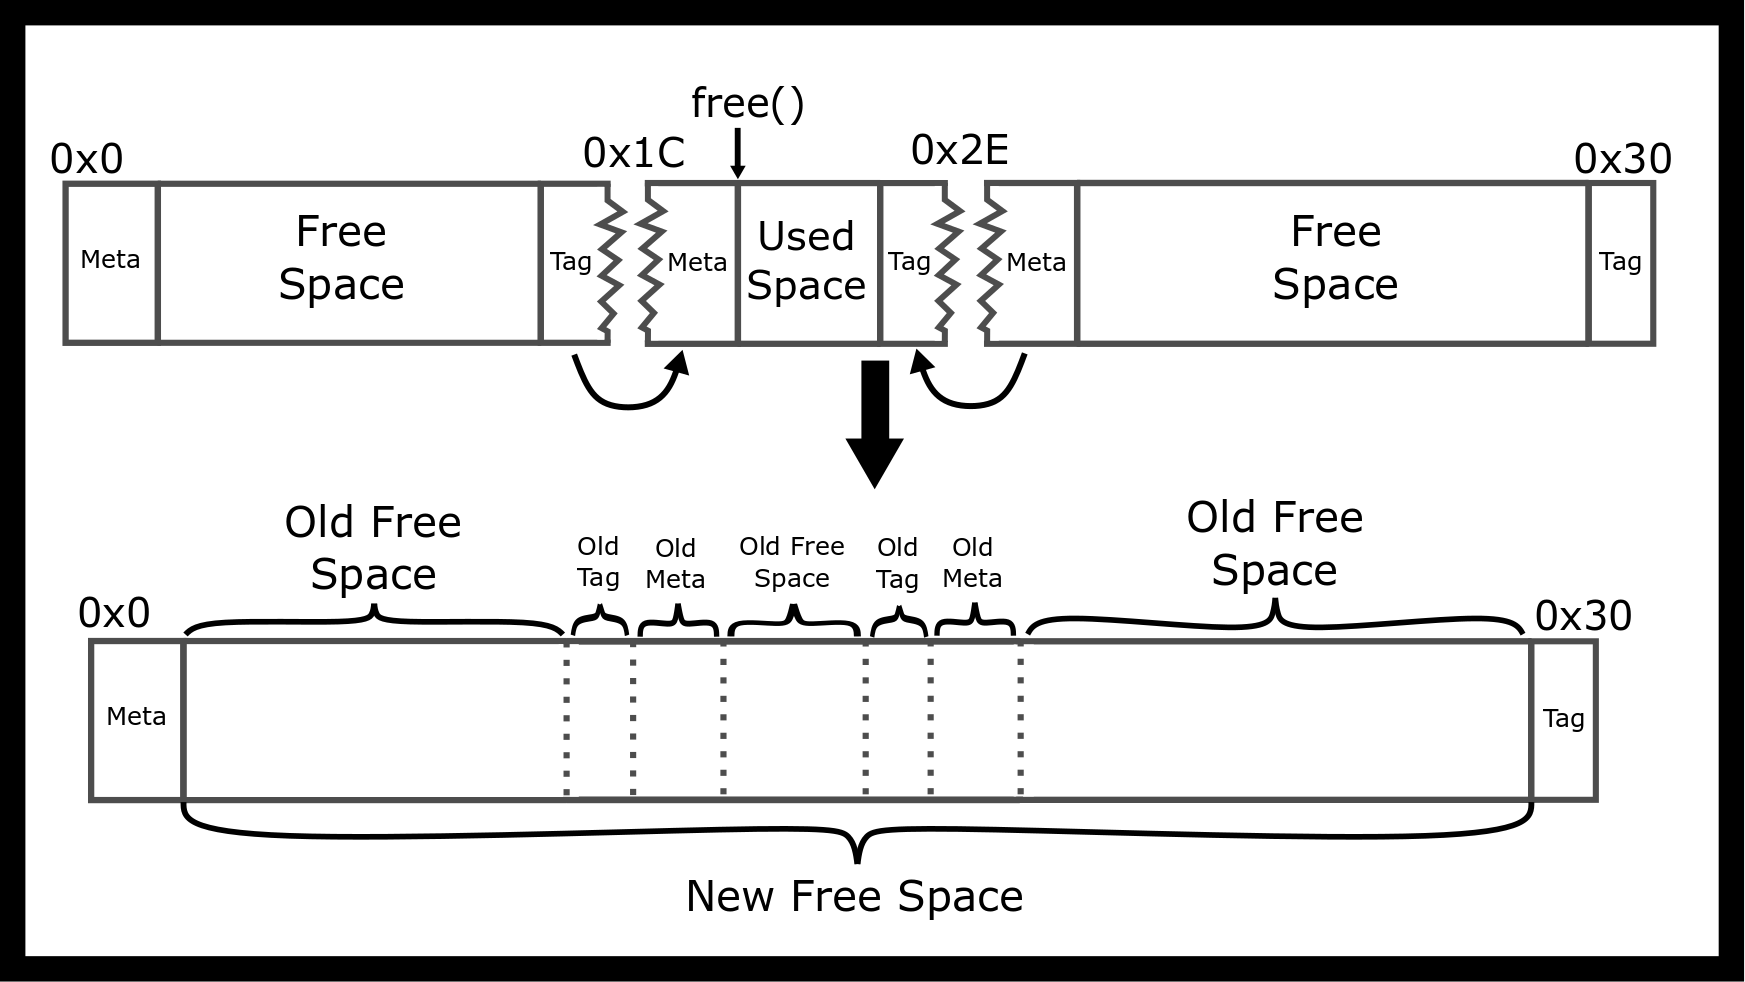 free()
0x0
0x1C
0x2E
0x30
Meta
Free
Space
Tag
Meta
Used
Space
Tag
Meta
Free
Space
Tag
Old Free
Space
Old
Tag
Old
Meta
Old Free
Space
Old
Tag
Old
Meta
Old Free
Space
0x0
0x30
Meta
Tag
New Free Space